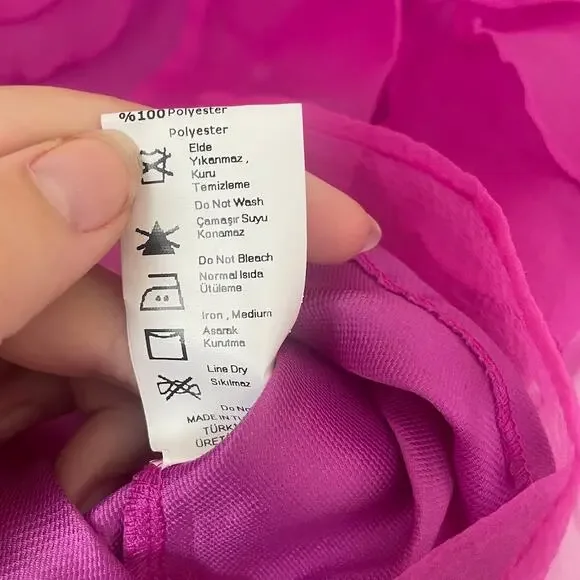 %100 Polyester
Polyester
Elde
Yıkanmaz,
Kuru
Temizleme
Do Not Wash
Çamaşır Suyu
Konamaz
Do Not Bleach
Normal Isıda
Ütüleme
Iron, Medium
Asarak
Kurutma
Line Dry
Sıkılmaz
Do No
MADE IN TU
TÜRK
ÜRET